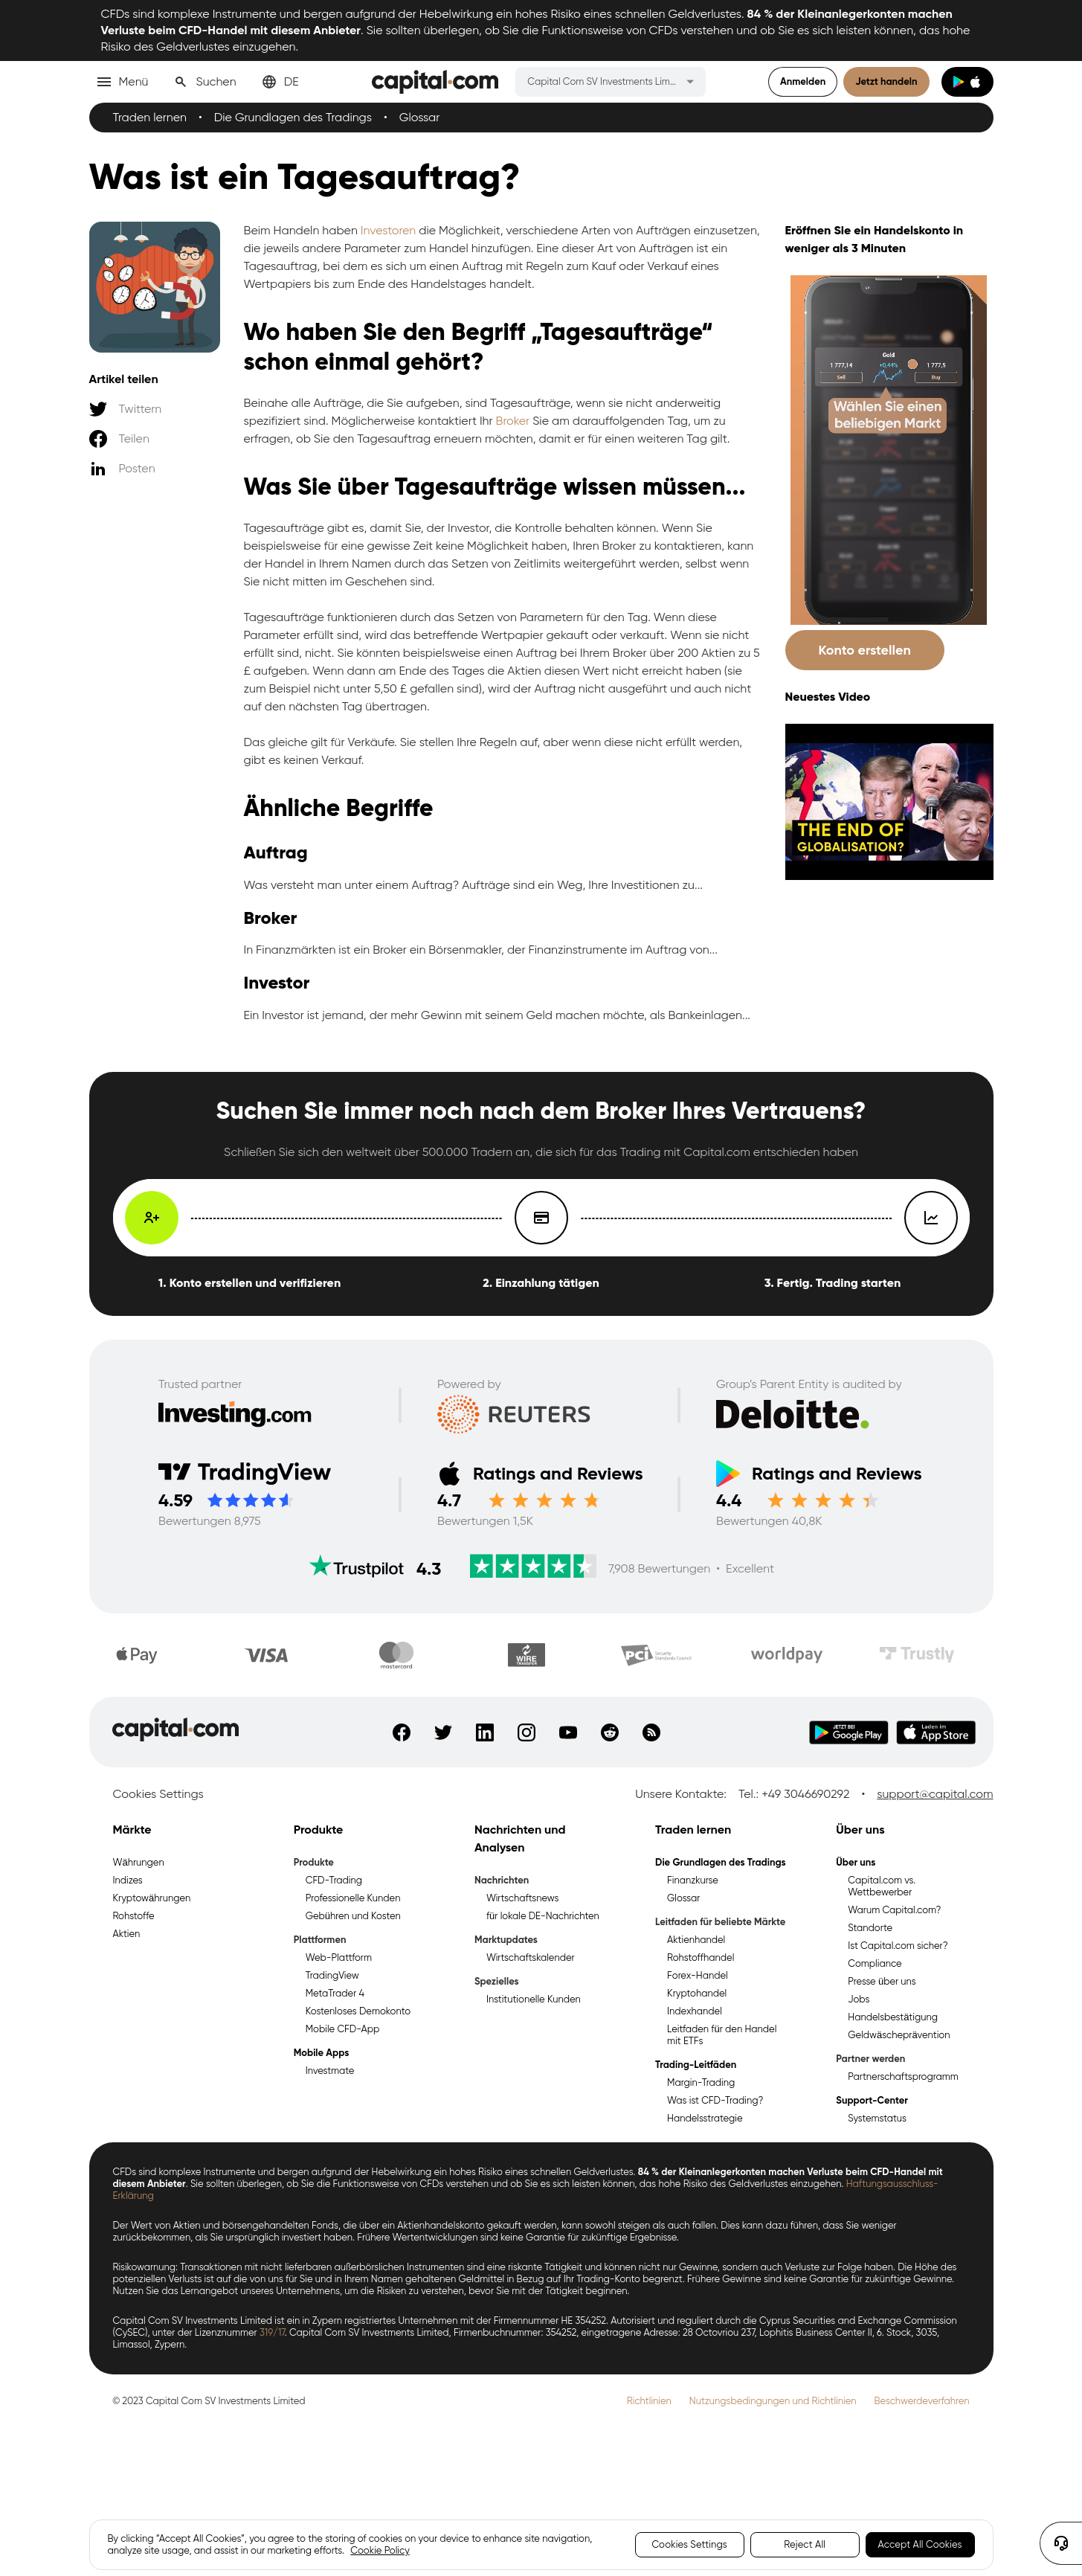 CFDs sind komplexe Instrumente und bergen aufgrund der Hebelwirkung ein hohes Risiko eines schnellen Geldverlustes. 84 % der Kleinanlegerkonten machen
Verluste beim CFD-Handel mit diesem Anbieter. Sie sollten überlegen, ob Sie die Funktionsweise von CFDs verstehen und ob Sie es sich leisten können, das hohe
Risiko des Geldverlustes einzugehen.
Menü
Suchen
DE
capital.com
Capital Com SV Investments Lim...
Anmelden
Jetzt handeln
Traden lernen • Die Grundlagen des Tradings • Glossar
Was ist ein Tagesauftrag?
Artikel teilen
Twittern
Teilen
Posten
Beim Handeln haben Investoren die Möglichkeit, verschiedene Arten von Aufträgen einzusetzen,
die jeweils andere Parameter zum Handel hinzufügen. Eine dieser Art von Aufträgen ist ein
Tagesauftrag, bei dem es sich um einen Auftrag mit Regeln zum Kauf oder Verkauf eines
Wertpapiers bis zum Ende des Handelstages handelt.
Wo haben Sie den Begriff „Tagesaufträge“
schon einmal gehört?
Beinahe alle Aufträge, die Sie aufgeben, sind Tagesaufträge, wenn sie nicht anderweitig
spezifiziert sind. Möglicherweise kontaktiert Ihr Broker Sie am darauffolgenden Tag, um zu
erfragen, ob Sie den Tagesauftrag erneuern möchten, damit er für einen weiteren Tag gilt.
Was Sie über Tagesaufträge wissen müssen...
Tagesaufträge gibt es, damit Sie, der Investor, die Kontrolle behalten können. Wenn Sie
beispielsweise für eine gewisse Zeit keine Möglichkeit haben, Ihren Broker zu kontaktieren, kann
der Handel in Ihrem Namen durch das Setzen von Zeitlimits weitergeführt werden, selbst wenn
Sie nicht mitten im Geschehen sind.
Tagesaufträge funktionieren durch das Setzen von Parametern für den Tag. Wenn diese
Parameter erfüllt sind, wird das betreffende Wertpapier gekauft oder verkauft. Wenn sie nicht
erfüllt sind, nicht. Sie könnten beispielsweise einen Auftrag bei Ihrem Broker über 200 Aktien zu 5
£ aufgeben. Wenn dann am Ende des Tages die Aktien diesen Wert nicht erreicht haben (sie
zum Beispiel nicht unter 5,50 £ gefallen sind), wird der Auftrag nicht ausgeführt und auch nicht
auf den nächsten Tag übertragen.
Das gleiche gilt für Verkäufe. Sie stellen Ihre Regeln auf, aber wenn diese nicht erfüllt werden,
gibt es keinen Verkauf.
Ähnliche Begriffe
Auftrag
Was versteht man unter einem Auftrag? Aufträge sind ein Weg, Ihre Investitionen zu...
Broker
In Finanzmärkten ist ein Broker ein Börsenmakler, der Finanzinstrumente im Auftrag von...
Investor
Ein Investor ist jemand, der mehr Gewinn mit seinem Geld machen möchte, als Bankeinlagen...
Eröffnen Sie ein Handelskonto in
weniger als 3 Minuten
Gold
1 777,14 +0,44% 1 777,5
Sell Buy
Wählen Sie einen
beliebigen Markt
Konto erstellen
Neuestes Video
THE END OF
GLOBALISATION?
Suchen Sie immer noch nach dem Broker Ihres Vertrauens?
Schließen Sie sich den weltweit über 500.000 Tradern an, die sich für das Trading mit Capital.com entschieden haben
1. Konto erstellen und verifizieren
2. Einzahlung tätigen
3. Fertig. Trading starten
Trusted partner
Investing.com
Powered by
REUTERS
Group's Parent Entity is audited by
Deloitte.
TradingView
4.59
Bewertungen 8,975
Ratings and Reviews
4.7
Bewertungen 1,5K
Ratings and Reviews
4.4
Bewertungen 40,8K
Trustpilot 4.3 7,908 Bewertungen • Excellent
Pay
VISA
mastercard
WIRE
TRANSFER
PCI Security
Standards Council
worldpay
Trustly
capital.com
JETZT BEI
Google Play
Laden im
App Store
Cookies Settings
Unsere Kontakte: Tel.: +49 3046690292 • support@capital.com
Märkte
Währungen
Indizes
Kryptowährungen
Rohstoffe
Aktien
Produkte
Produkte
CFD-Trading
Professionelle Kunden
Gebühren und Kosten
Plattformen
Web-Plattform
TradingView
MetaTrader 4
Kostenloses Demokonto
Mobile CFD-App
Mobile Apps
Investmate
Nachrichten und
Analysen
Nachrichten
Wirtschaftsnews
für lokale DE-Nachrichten
Marktupdates
Wirtschaftskalender
Spezielles
Institutionelle Kunden
Traden lernen
Die Grundlagen des Tradings
Finanzkurse
Glossar
Leitfaden für beliebte Märkte
Aktienhandel
Rohstoffhandel
Forex-Handel
Kryptohandel
Indexhandel
Leitfaden für den Handel
mit ETFs
Trading-Leitfäden
Margin-Trading
Was ist CFD-Trading?
Handelsstrategie
Über uns
Über uns
Capital.com vs.
Wettbewerber
Warum Capital.com?
Standorte
Ist Capital.com sicher?
Compliance
Presse über uns
Jobs
Handelsbestätigung
Geldwäscheprävention
Partner werden
Partnerschaftsprogramm
Support-Center
Systemstatus
CFDs sind komplexe Instrumente und bergen aufgrund der Hebelwirkung ein hohes Risiko eines schnellen Geldverlustes. 84 % der Kleinanlegerkonten machen Verluste beim CFD-Handel mit
diesem Anbieter. Sie sollten überlegen, ob Sie die Funktionsweise von CFDs verstehen und ob Sie es sich leisten können, das hohe Risiko des Geldverlustes einzugehen. Haftungsausschluss-
Erklärung
Der Wert von Aktien und börsengehandelten Fonds, die über ein Aktienhandelskonto gekauft werden, kann sowohl steigen als auch fallen. Dies kann dazu führen, dass Sie weniger
zurückbekommen, als Sie ursprünglich investiert haben. Frühere Wertentwicklungen sind keine Garantie für zukünftige Ergebnisse.
Risikowarnung: Transaktionen mit nicht lieferbaren außerbörslichen Instrumenten sind eine riskante Tätigkeit und können nicht nur Gewinne, sondern auch Verluste zur Folge haben. Die Höhe des
potenziellen Verlusts ist auf die von uns für Sie und in Ihrem Namen gehaltenen Geldmittel in Bezug auf Ihr Trading-Konto begrenzt. Frühere Gewinne sind keine Garantie für zukünftige Gewinne.
Nutzen Sie das Lernangebot unseres Unternehmens, um die Risiken zu verstehen, bevor Sie mit der Tätigkeit beginnen.
Capital Com SV Investments Limited ist ein in Zypern registriertes Unternehmen mit der Firmennummer HE 354252. Autorisiert und reguliert durch die Cyprus Securities and Exchange Commission
(CySEC), unter der Lizenznummer 319/17. Capital Com SV Investments Limited, Firmenbuchnummer: 354252, eingetragene Adresse: 28 Octovriou 237, Lophitis Business Center II, 6. Stock, 3035,
Limassol, Zypern.
© 2023 Capital Com SV Investments Limited
Richtlinien Nutzungsbedingungen und Richtlinien Beschwerdeverfahren
By clicking “Accept All Cookies”, you agree to the storing of cookies on your device to enhance site navigation,
analyze site usage, and assist in our marketing efforts. Cookie Policy
Cookies Settings
Reject All
Accept All Cookies